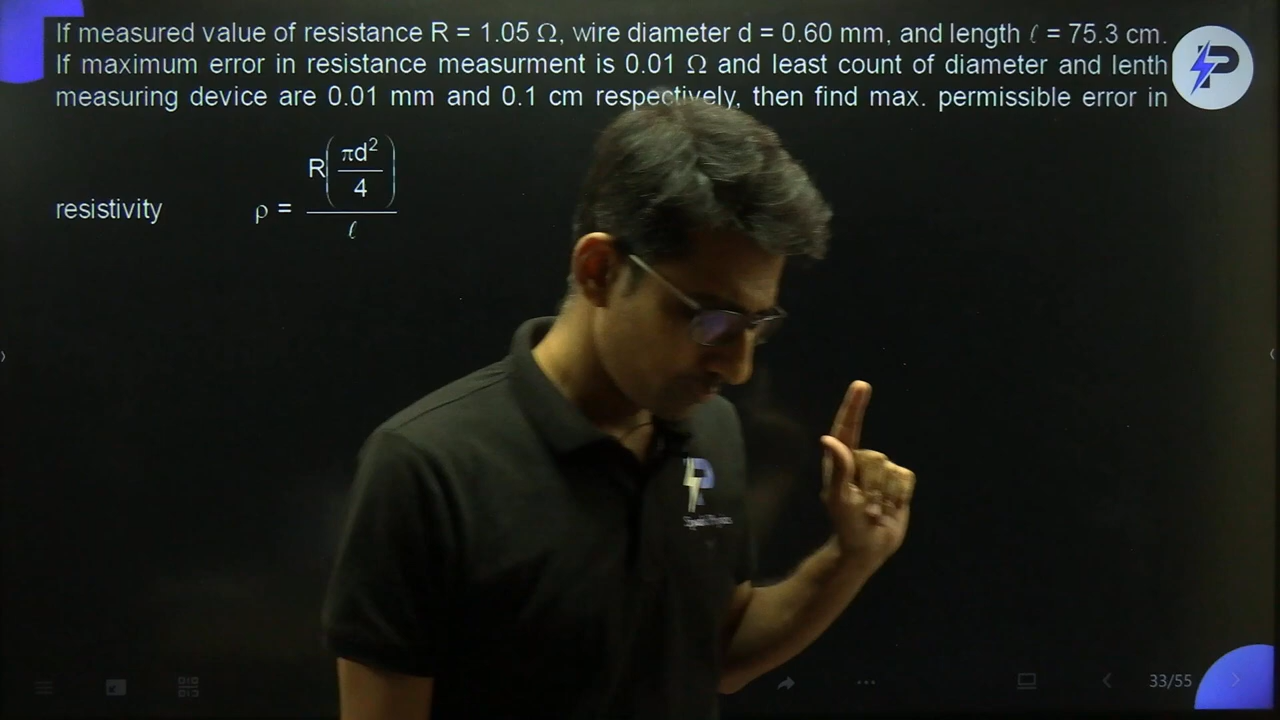 If measured value of resistance R = 1.05 Ω, wire diameter d = 0.60 mm, and length ℓ = 75.3 cm.
If maximum error in resistance measurment is 0.01 Ω and least count of diameter and lenth
measuring device are 0.01 mm and 0.1 cm respectively, then find max. permissible error in
resistivity ρ = R(πd²/4)/ℓ
33/55